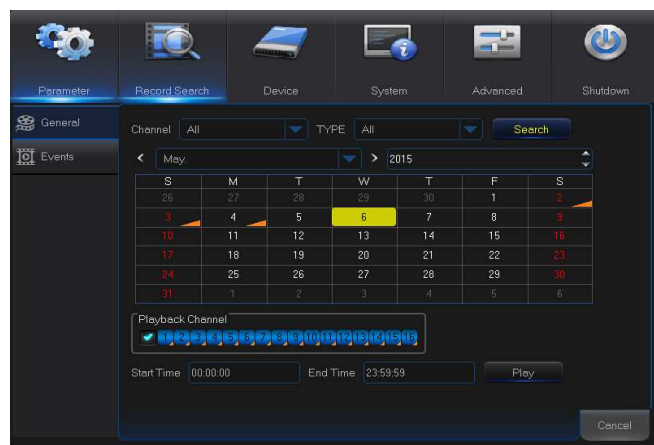 Parameter Record Search Device System Advanced Shutdown
General
Events
Channel All TYPE All Search
< May. > 2015
S M T W T F S
26 27 28 29 30 1 2
3 4 5 6 7 8 9
10 11 12 13 14 15 16
17 18 19 20 21 22 23
24 25 26 27 28 29 30
31 1 2 3 4 5 6
Playback Channel
1 2 3 4 5 6 7 8 9 10 11 12 13 14 15 16
Start Time 00:00:00 End Time 23:59:59 Play
Cancel